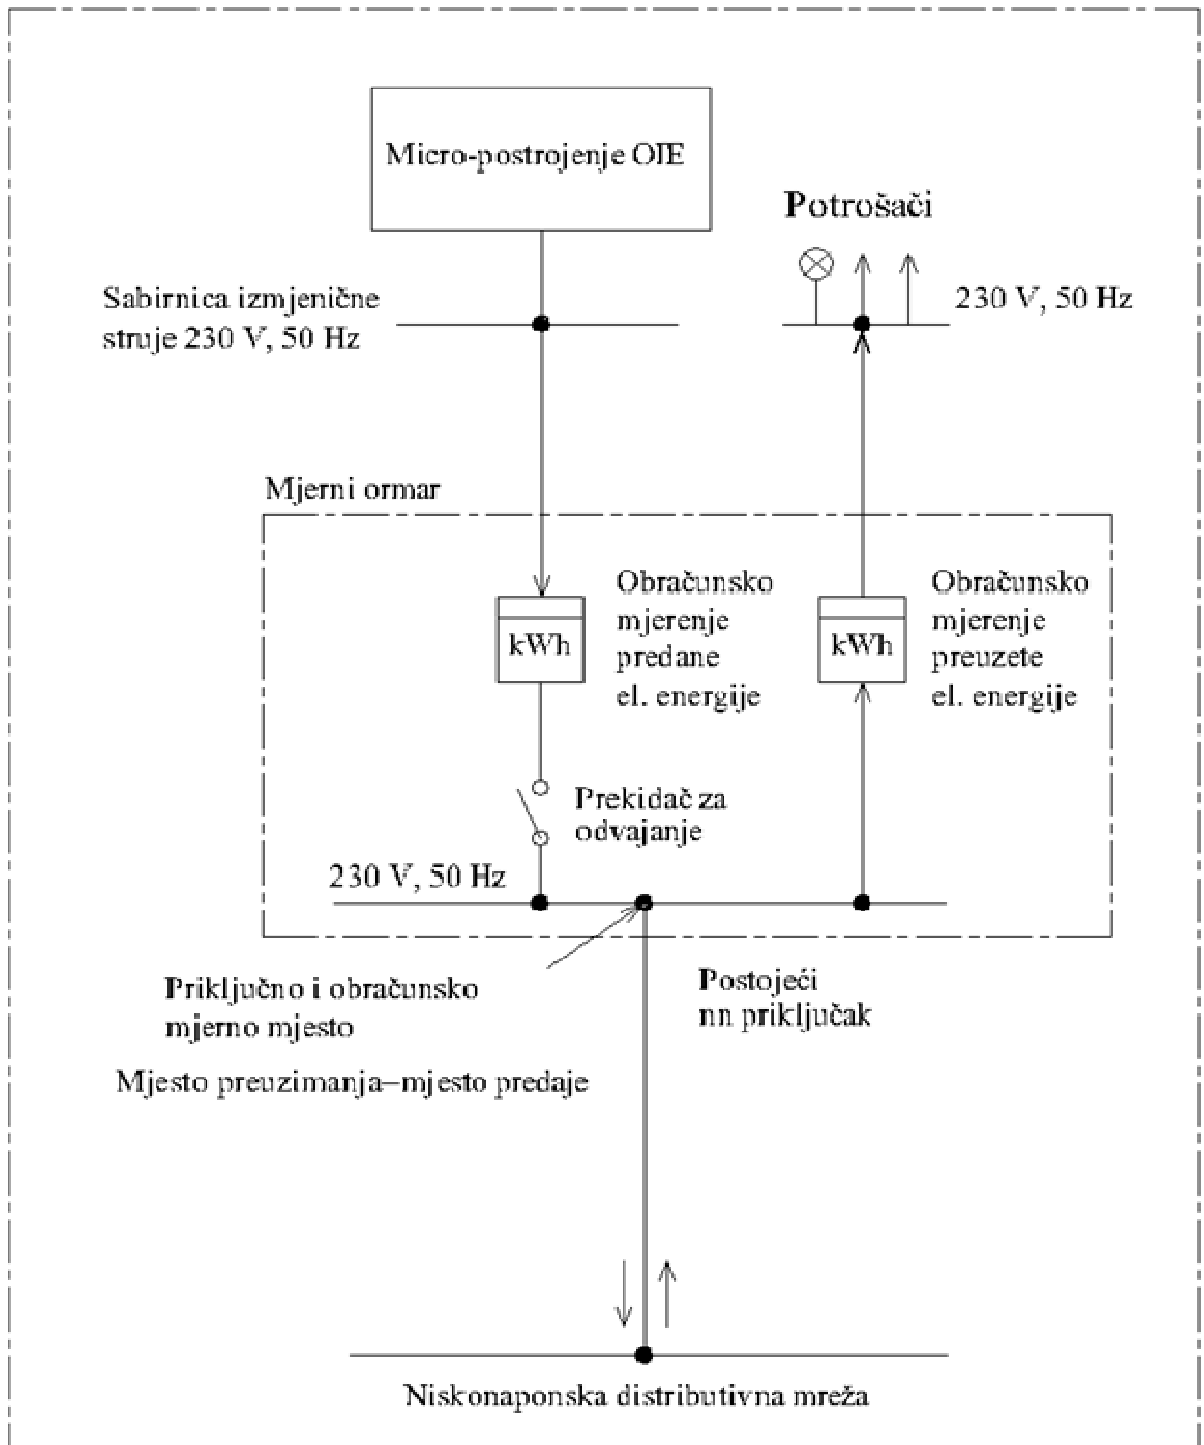 Micro-postrojenje OIE
Potrošači
Sabirnica izmjenične
struje 230 V, 50 Hz
230 V, 50 Hz
Mjerni ormar
kWh
Obračunsko
mjerenje
predane
el. energije
kWh
Obračunsko
mjerenje
preuzete
el. energije
Prekidač za
odvajanje
230 V, 50 Hz
Priključno i obračunsko
mjerno mjesto
Postojeći
nn priključak
Mjesto preuzimanja–mjesto predaje
Niskonaponska distributivna mreža